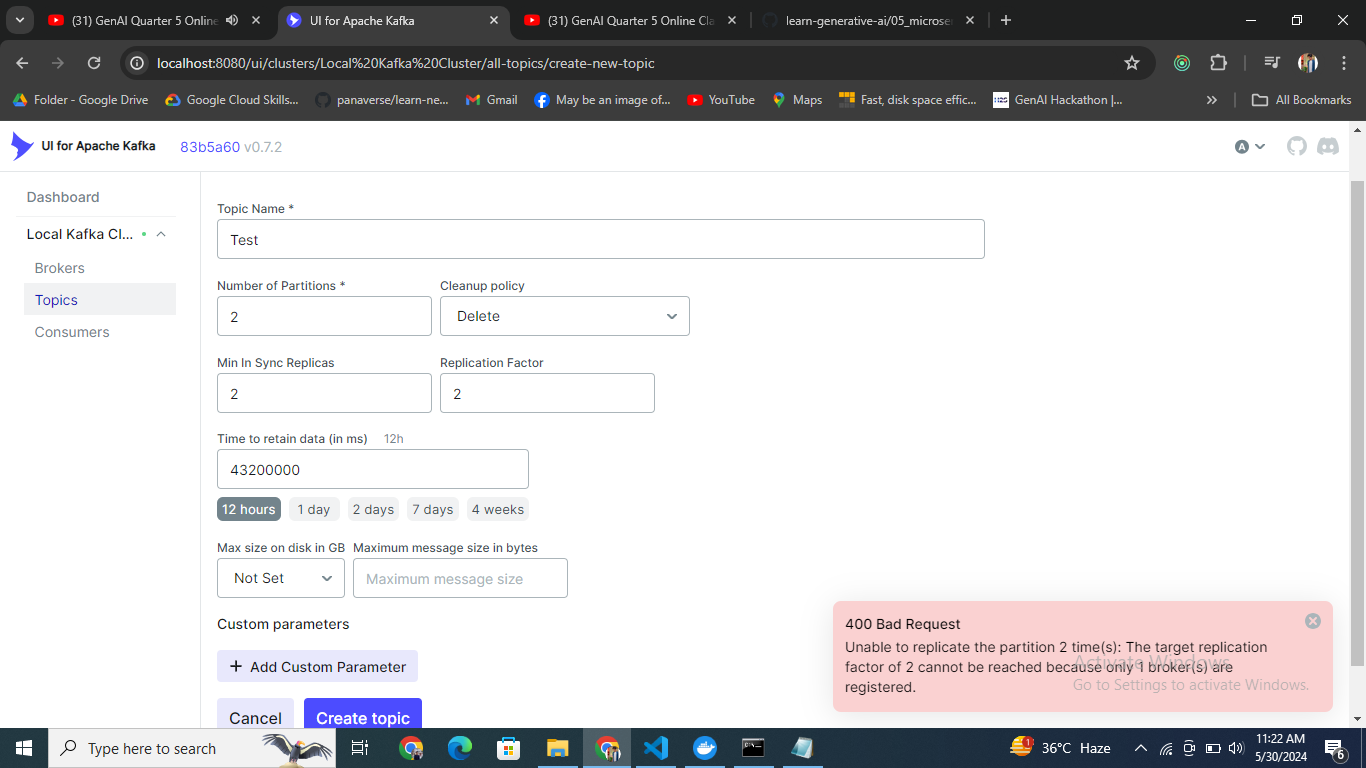 (31) GenAI Quarter 5 Online
UI for Apache Kafka
(31) GenAI Quarter 5 Online Cla
learn-generative-ai/05_microser
localhost:8080/ui/clusters/Local%20Kafka%20Cluster/all-topics/create-new-topic
Folder - Google Drive
Google Cloud Skills...
panaverse/learn-ne...
Gmail
May be an image of...
YouTube
Maps
Fast, disk space effic...
GenAI Hackathon |...
All Bookmarks
UI for Apache Kafka
83b5a60 v0.7.2
A
Dashboard
Local Kafka Cl...
Brokers
Topics
Consumers
Topic Name *
Test
Number of Partitions *
Cleanup policy
2
Delete
Min In Sync Replicas
Replication Factor
2
2
Time to retain data (in ms) 12h
43200000
12 hours
1 day
2 days
7 days
4 weeks
Max size on disk in GB
Maximum message size in bytes
Not Set
Maximum message size
Custom parameters
+ Add Custom Parameter
Cancel
Create topic
400 Bad Request
Unable to replicate the partition 2 time(s): The target replication
factor of 2 cannot be reached because only 1 broker(s) are
registered.
Activate Windows
Go to Settings to activate Windows.
Type here to search
1
36°C Haze
11:22 AM
5/30/2024
6